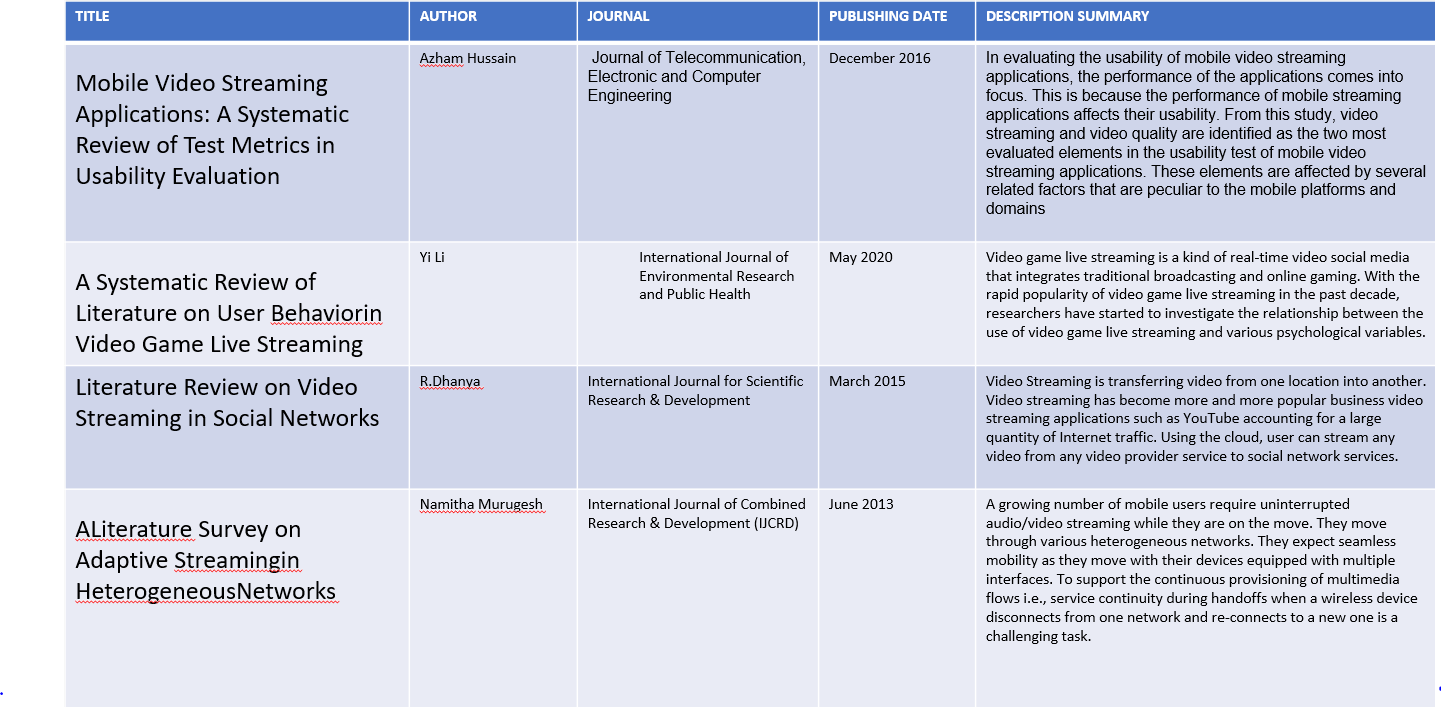 TITLE
AUTHOR
JOURNAL
PUBLISHING DATE
DESCRIPTION SUMMARY
Mobile Video Streaming
Applications: A Systematic
Review of Test Metrics in
Usability Evaluation
Azham Hussain
Journal of Telecommunication,
Electronic and Computer
Engineering
December 2016
In evaluating the usability of mobile video streaming
applications, the performance of the applications comes into
focus. This is because the performance of mobile streaming
applications affects their usability. From this study, video
streaming and video quality are identified as the two most
evaluated elements in the usability test of mobile video
streaming applications. These elements are affected by several
related factors that are peculiar to the mobile platforms and
domains
A Systematic Review of
Literature on User Behaviorin
Video Game Live Streaming
Yi Li
International Journal of
Environmental Research
and Public Health
May 2020
Video game live streaming is a kind of real-time video social media
that integrates traditional broadcasting and online gaming. With the
rapid popularity of video game live streaming in the past decade,
researchers have started to investigate the relationship between the
use of video game live streaming and various psychological variables.
Literature Review on Video
Streaming in Social Networks
R.Dhanya
International Journal for Scientific
Research & Development
March 2015
Video Streaming is transferring video from one location into another.
Video streaming has become more and more popular business video
streaming applications such as YouTube accounting for a large
quantity of Internet traffic. Using the cloud, user can stream any
video from any video provider service to social network services.
ALiterature Survey on
Adaptive Streamingin
HeterogeneousNetworks
Namitha Murugesh
International Journal of Combined
Research & Development (IJCRD)
June 2013
A growing number of mobile users require uninterrupted
audio/video streaming while they are on the move. They move
through various heterogeneous networks. They expect seamless
mobility as they move with their devices equipped with multiple
interfaces. To support the continuous provisioning of multimedia
flows i.e., service continuity during handoffs when a wireless device
disconnects from one network and re-connects to a new one is a
challenging task.